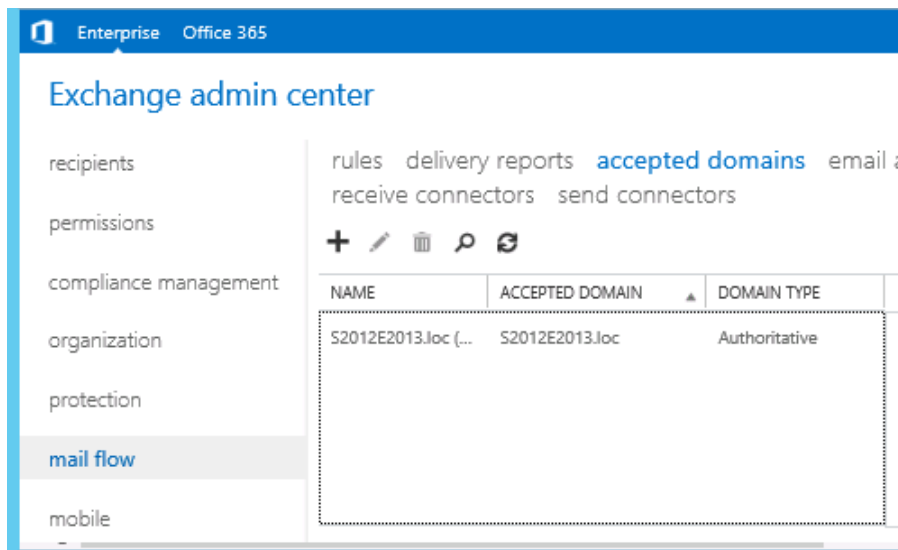 Enterprise Office 365
Exchange admin center
recipients
permissions
compliance management
organization
protection
mail flow
mobile
rules delivery reports accepted domains email a
receive connectors send connectors
NAME ACCEPTED DOMAIN DOMAIN TYPE
S2012E2013.loc (... S2012E2013.loc Authoritative